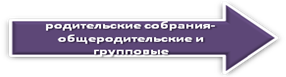 родительские собрания-
общеродительские и
групповые